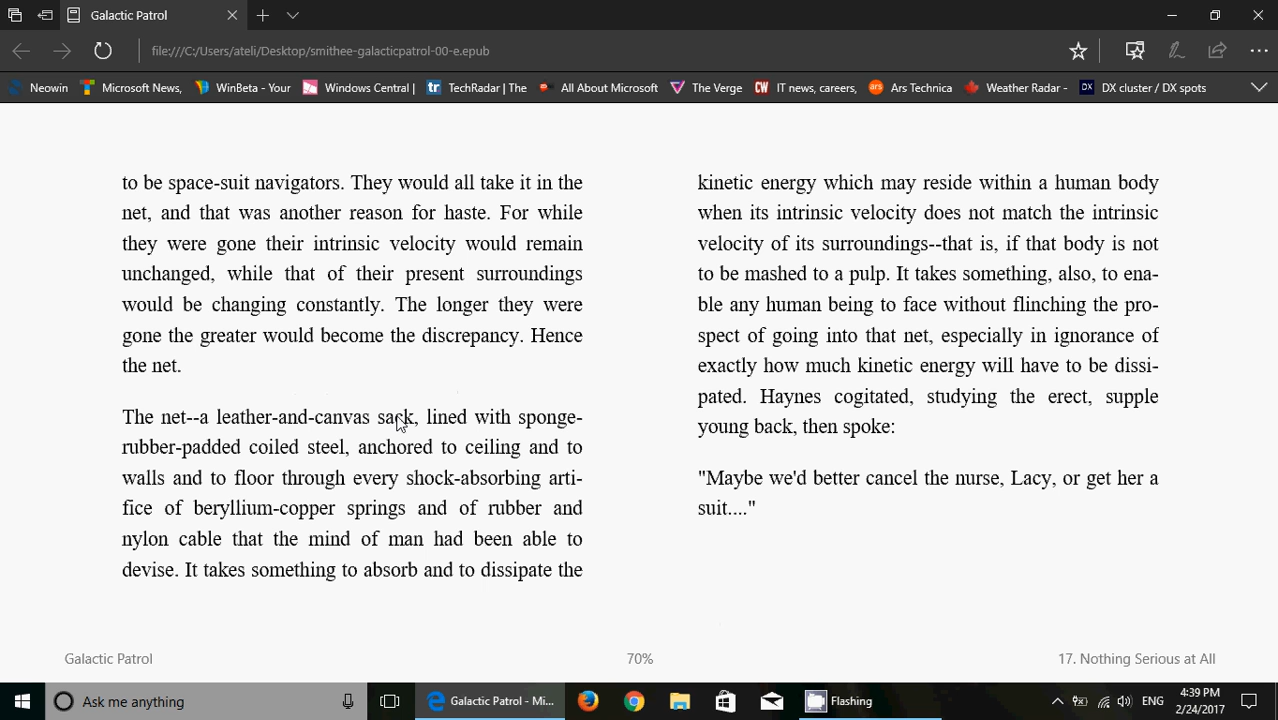 Galactic Patrol
file:///C:/Users/ateli/Desktop/smithee-galacticpatrol-00-e.epub
Neowin
Microsoft News,
WinBeta - Your
Windows Central |
tr TechRadar | The
All About Microsoft
The Verge
CW IT news, careers,
ars Ars Technica
Weather Radar -
DX DX cluster / DX spots
to be space-suit navigators. They would all take it in the
net, and that was another reason for haste. For while
they were gone their intrinsic velocity would remain
unchanged, while that of their present surroundings
would be changing constantly. The longer they were
gone the greater would become the discrepancy. Hence
the net.
The net--a leather-and-canvas sack, lined with sponge-
rubber-padded coiled steel, anchored to ceiling and to
walls and to floor through every shock-absorbing arti-
fice of beryllium-copper springs and of rubber and
nylon cable that the mind of man had been able to
devise. It takes something to absorb and to dissipate the
kinetic energy which may reside within a human body
when its intrinsic velocity does not match the intrinsic
velocity of its surroundings--that is, if that body is not
to be mashed to a pulp. It takes something, also, to ena-
ble any human being to face without flinching the pro-
spect of going into that net, especially in ignorance of
exactly how much kinetic energy will have to be dissi-
pated. Haynes cogitated, studying the erect, supple
young back, then spoke:
"Maybe we'd better cancel the nurse, Lacy, or get her a
suit...."
Galactic Patrol
70%
17. Nothing Serious at All
Ask me anything
Galactic Patrol - Mi...
Flashing
ENG
4:39 PM
2/24/2017